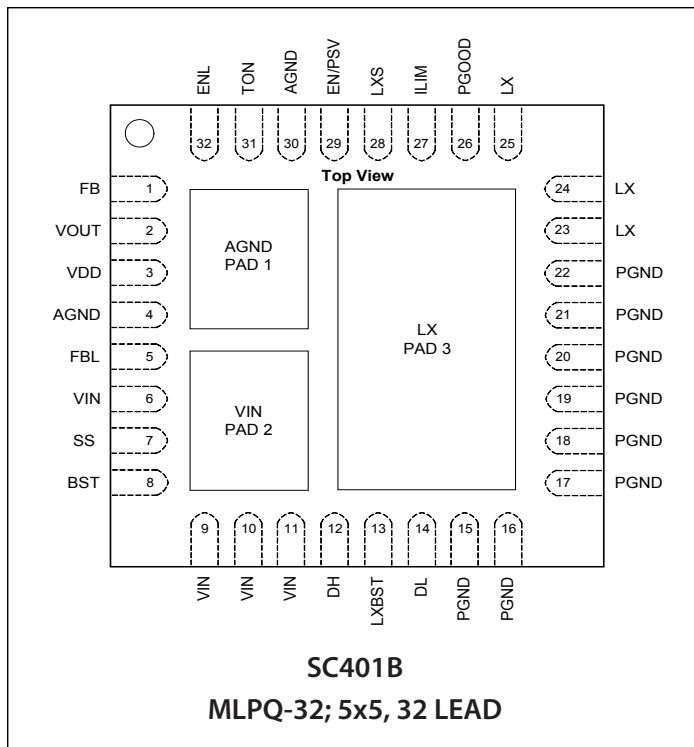 ENL TON AGND EN/PSV LXS ILIM PGOOD LX
32 31 30 29 28 27 26 25
Top View
FB 1
VOUT 2
VDD 3
AGND 4
FBL 5
VIN 6
SS 7
BST 8
AGND
PAD 1
VIN
PAD 2
LX
PAD 3
24 LX
23 LX
22 PGND
21 PGND
20 PGND
19 PGND
18 PGND
17 PGND
9 10 11 12 13 14 15 16
VIN VIN VIN DH LXBST DL PGND PGND
SC401B
MLPQ-32; 5x5, 32 LEAD